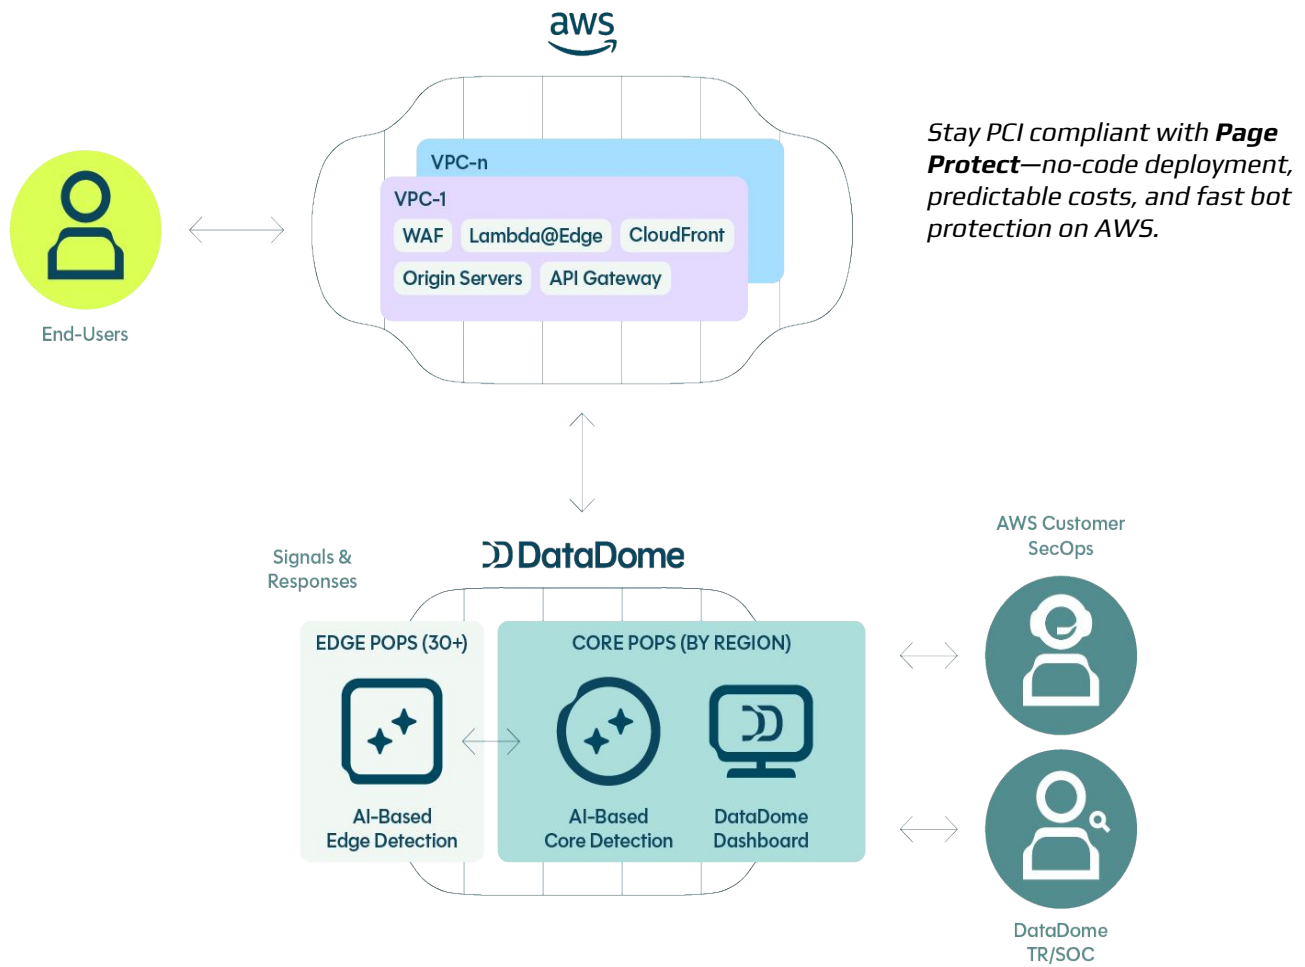 aws
Stay PCI compliant with Page
Protect—no-code deployment,
predictable costs, and fast bot
protection on AWS.
VPC-n
VPC-1
WAF
Lambda@Edge
CloudFront
Origin Servers
API Gateway
End-Users
Signals &
Responses
DataDome
AWS Customer
SecOps
EDGE POPS (30+)
CORE POPS (BY REGION)
AI-Based
Edge Detection
AI-Based
Core Detection
DataDome
Dashboard
DataDome
TR/SOC